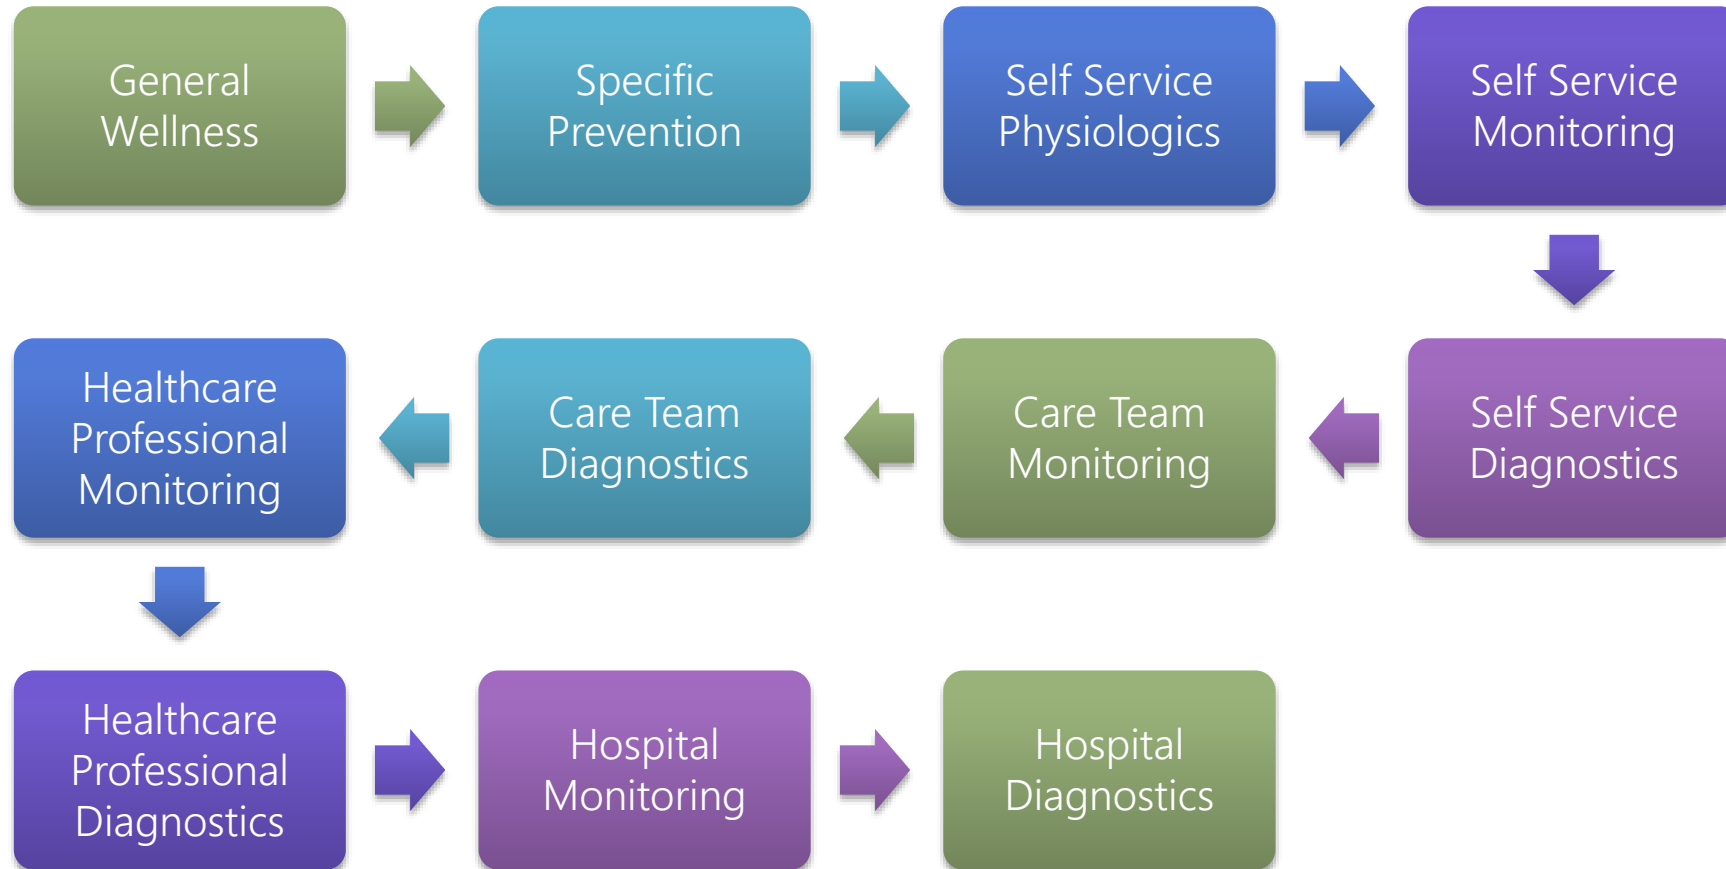 General
Wellness
Specific
Prevention
Self Service
Physiologics
Self Service
Monitoring
Self Service
Diagnostics
Care Team
Monitoring
Care Team
Diagnostics
Healthcare
Professional
Monitoring
Healthcare
Professional
Diagnostics
Hospital
Monitoring
Hospital
Diagnostics